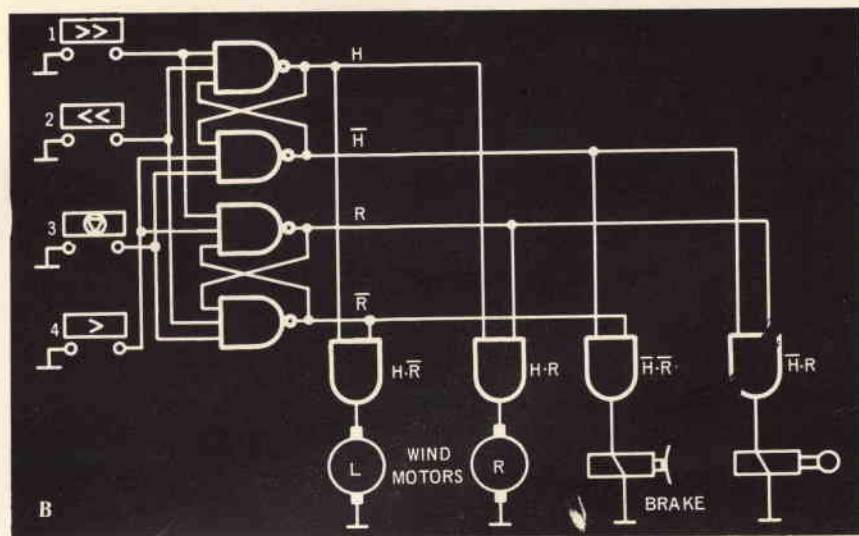 1 >>
H
2 <<
H̅
3
R
4 >
R̅
H·R̅
H·R
H̅·R̅
H̅·R
L
WIND
MOTORS
R
BRAKE
B